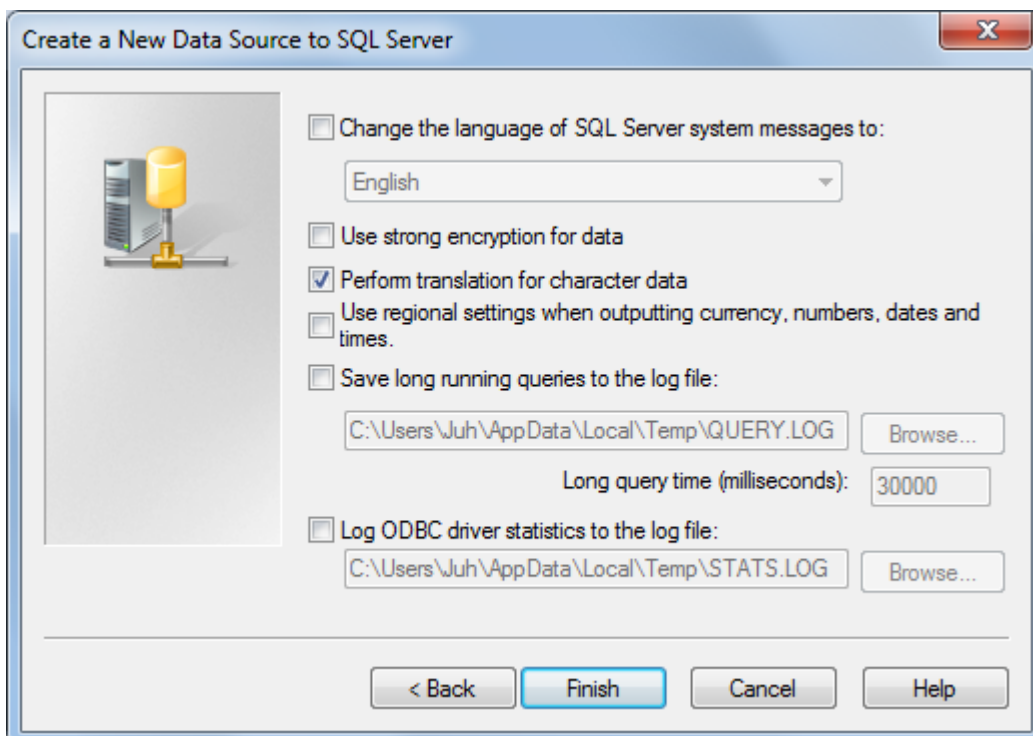 Create a New Data Source to SQL Server
Change the language of SQL Server system messages to:
English
Use strong encryption for data
Perform translation for character data
Use regional settings when outputting currency, numbers, dates and
times.
Save long running queries to the log file:
C:\Users\Juh\AppData\Local\Temp\QUERY.LOG Browse...
Long query time (milliseconds): 30000
Log ODBC driver statistics to the log file:
C:\Users\Juh\AppData\Local\Temp\STATS.LOG Browse...
< Back Finish Cancel Help